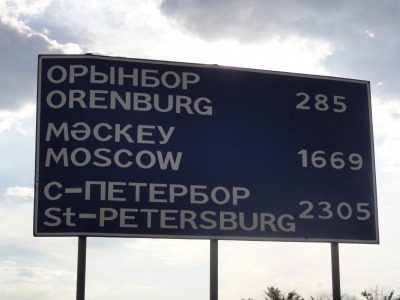 ОРЫНБОР
ORENBURG 285
МӘСКЕУ
MOSCOW 1669
С-ПЕТЕРБОР
St-PETERSBURG 2305